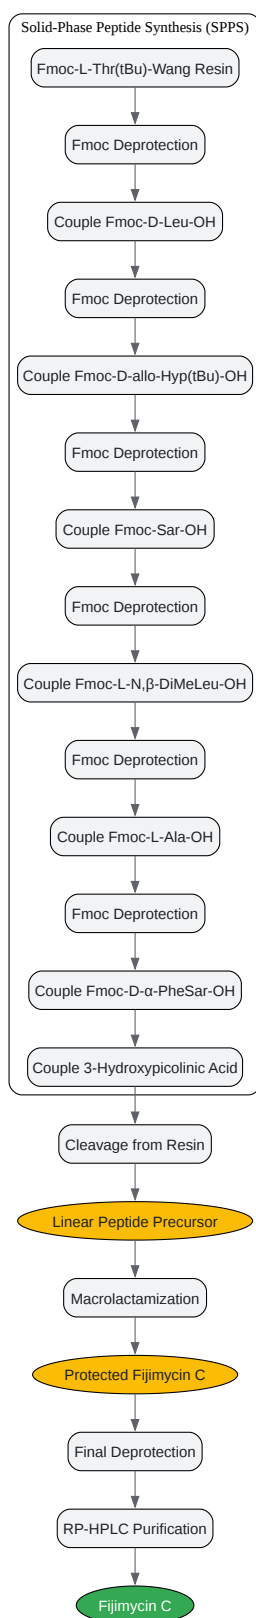 Solid-Phase Peptide Synthesis (SPPS)
Fmoc-L-Thr(tBu)-Wang Resin
Fmoc Deprotection
Couple Fmoc-D-Leu-OH
Fmoc Deprotection
Couple Fmoc-D-allo-Hyp(tBu)-OH
Fmoc Deprotection
Couple Fmoc-Sar-OH
Fmoc Deprotection
Couple Fmoc-L-N,β-DiMeLeu-OH
Fmoc Deprotection
Couple Fmoc-L-Ala-OH
Fmoc Deprotection
Couple Fmoc-D-α-PheSar-OH
Couple 3-Hydroxypicolinic Acid
Cleavage from Resin
Linear Peptide Precursor
Macrolactamization
Protected Fijimycin C
Final Deprotection
RP-HPLC Purification
Fijimycin C